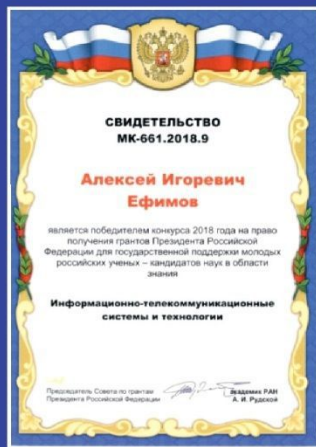 СВИДЕТЕЛЬСТВО
МК-661.2018.9
Алексей Игоревич
Ефимов
является победителем конкурса 2018 года на право
получения грантов Президента Российской
Федерации для государственной поддержки молодых
российских ученых – кандидатов наук в области
знания
Информационно-телекоммуникационные
системы и технологии
Председатель Совета по грантам
Президента Российской Федерации
академик РАН
А. И. Рудской